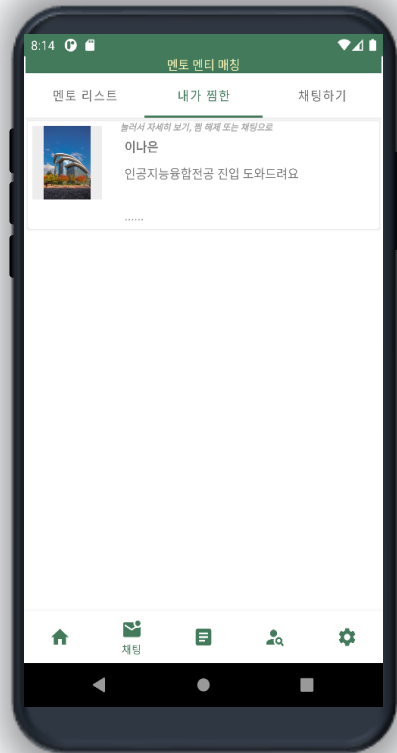 8:14
멘토 멘티 매칭
멘토 리스트 내가 찜한 채팅하기
눌러서 자세히 보기, 찜 해제 또는 채팅으로
이나은
인공지능융합전공 진입 도와드려요
......
채팅